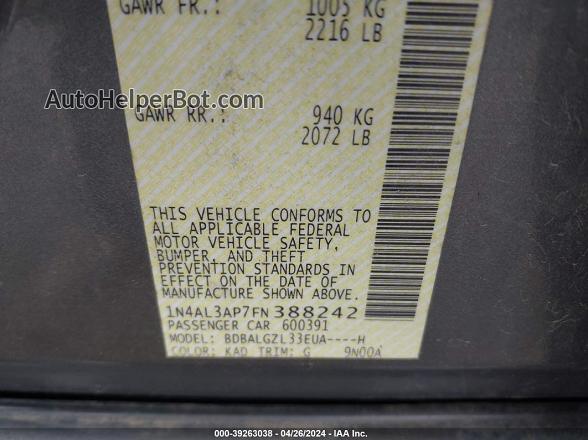 GAWR FR.: 1005 KG
2216 LB
AutoHelperBot.com
GAWR RR.: 940 KG
2072 LB
THIS VEHICLE CONFORMS TO
ALL APPLICABLE FEDERAL
MOTOR VEHICLE SAFETY,
BUMPER, AND THEFT
PREVENTION STANDARDS IN
EFFECT ON THE DATE OF
MANUFACTURE SHOWN ABOVE.
1N4AL3AP7FN388242
PASSENGER CAR 600391
MODEL: BDBALGZL33EUA----H
COLOR: KAD TRIM: G 9N00A
000-39263038 - 04/26/2024 - IAA Inc.